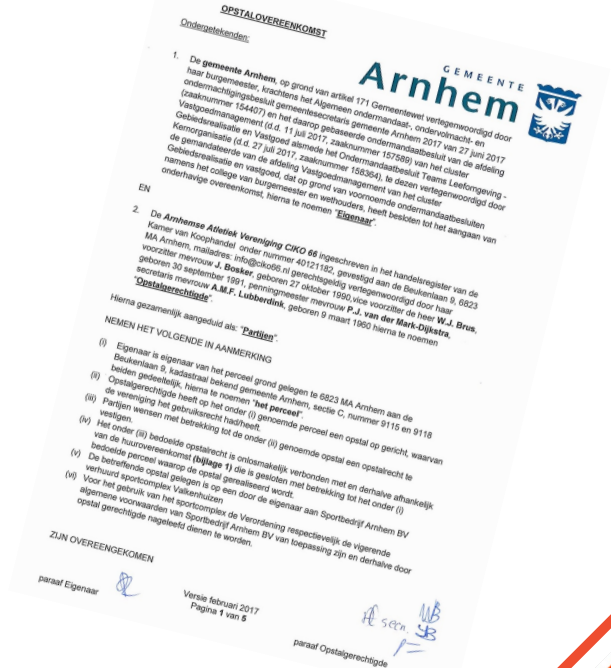 OPSTALOVEREENKOMST
Ondergetekenden:
GEMEENTE
Arnhem
1. De gemeente Arnhem, op grond van artikel 171 Gemeentewet vertegenwoordigd door
haar burgemeester, krachtens het Algemeen ondermandaat-, ondervolmacht- en
ondermachtigingsbesluit gemeentesecretaris gemeente Arnhem 2017 van 27 juni 2017
(zaaknummer 154407) en het daarop gebaseerde ondermandaatbesluit van de afdeling
Vastgoedmanagement (d.d. 11 juli 2017, zaaknummer 157589) van het cluster
Gebiedsrealisatie en Vastgoed alsmede het Ondermandaatbesluit Teams Leefomgeving -
Kernorganisatie (d.d. 27 juli 2017, zaaknummer 158364), te dezen vertegenwoordigd door
de gemandateerde van de afdeling Vastgoedmanagement van het cluster
Gebiedsrealisatie en vastgoed, dat op grond van voornoemde ondermandaatbesluiten
namens het college van burgemeester en wethouders, heeft besloten tot het aangaan van
onderhavige overeenkomst, hierna te noemen "Eigenaar".
EN
2. De Arnhemse Atletiek Vereniging CIKO 66 ingeschreven in het handelsregister van de
Kamer van Koophandel onder nummer 40121182, gevestigd aan de Beukenlaan 9, 6823
MA Arnhem, mailadres: info@ciko66.nl gerechtsgeldig vertegenwoordigd door haar
voorzitter mevrouw J. Bosker, geboren 27 oktober 1990,vice voorzitter de heer W.J. Brus,
geboren 30 september 1991, penningmeester mevrouw P.J. van der Mark-Dijkstra,
secretaris mevrouw A.M.F. Lubberdink, geboren 9 maart 1960 hierna te noemen
"Opstalgerechtigde".
Hierna gezamenlijk aangeduid als: "Partijen".
NEMEN HET VOLGENDE IN AANMERKING
(i) Eigenaar is eigenaar van het perceel grond gelegen te 6823 MA Arnhem aan de
Beukenlaan 9, kadastraal bekend gemeente Arnhem, sectie C, nummer 9115 en 9118
beiden gedeeltelijk, hierna te noemen "het perceel".
(ii) Opstalgerechtigde heeft op het onder (i) genoemde perceel een opstal op gericht, waarvan
de vereniging het gebruiksrecht had/heeft.
(iii) Partijen wensen met betrekking tot de onder (ii) genoemde opstal een opstalrecht te
vestigen.
(iv) Het onder (iii) bedoelde opstalrecht is onlosmakelijk verbonden met en derhalve afhankelijk
van de huurovereenkomst (bijlage 1) die is gesloten met betrekking tot het onder (i)
bedoelde perceel waarop de opstal gerealiseerd wordt.
(v) De betreffende opstal gelegen is op een door de eigenaar aan Sportbedrijf Arnhem BV
verhuurd sportcomplex Valkenhuizen
(vi) Voor het gebruik van het sportcomplex de Verordening respectievelijk de vigerende
algemene voorwaarden van Sportbedrijf Arnhem BV van toepassing zijn en derhalve door
opstal gerechtigde nageleefd dienen te worden.
ZIJN OVEREENGEKOMEN
paraaf Eigenaar
Versie februari 2017
Pagina 1 van 5
paraaf Opstalgerechtigde